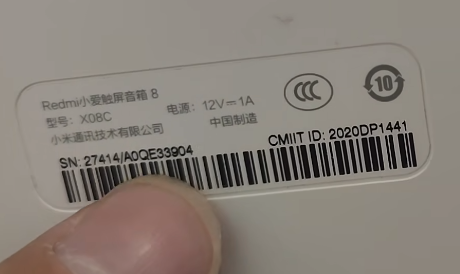 Redmi小爱触屏音箱 8
型号: X08C
电源: 12V⎓1A
小米通讯技术有限公司
中国制造
CCC
10
SN: 27414/A0QE33904
CMIIT ID: 2020DP1441